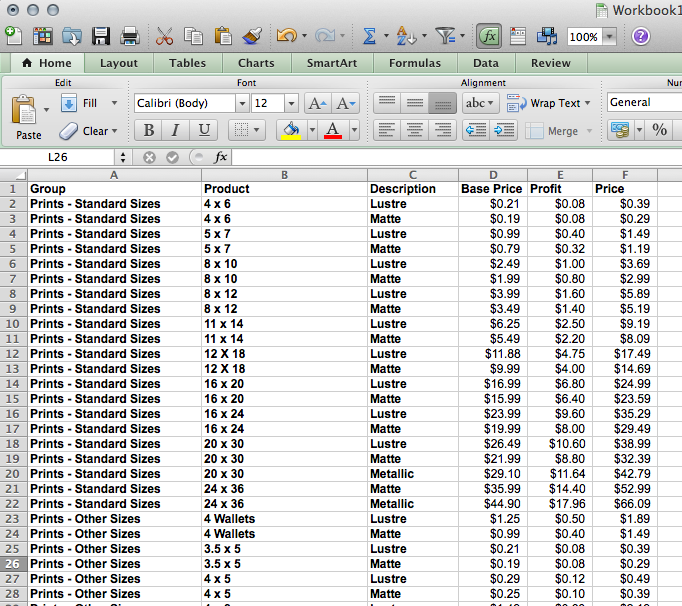 Workbook1
100%
Home Layout Tables Charts SmartArt Formulas Data Review
Edit Font Alignment Nu
Fill Calibri (Body) 12 A A abc Wrap Text General
Paste Clear B I U A Merge %
L26 fx
A B C D E F
1 Group Product Description Base Price Profit Price
2 Prints - Standard Sizes 4 x 6 Lustre $0.21 $0.08 $0.39
3 Prints - Standard Sizes 4 x 6 Matte $0.19 $0.08 $0.29
4 Prints - Standard Sizes 5 x 7 Lustre $0.99 $0.40 $1.49
5 Prints - Standard Sizes 5 x 7 Matte $0.79 $0.32 $1.19
6 Prints - Standard Sizes 8 x 10 Lustre $2.49 $1.00 $3.69
7 Prints - Standard Sizes 8 x 10 Matte $1.99 $0.80 $2.99
8 Prints - Standard Sizes 8 x 12 Lustre $3.99 $1.60 $5.89
9 Prints - Standard Sizes 8 x 12 Matte $3.49 $1.40 $5.19
10 Prints - Standard Sizes 11 x 14 Lustre $6.25 $2.50 $9.19
11 Prints - Standard Sizes 11 x 14 Matte $5.49 $2.20 $8.09
12 Prints - Standard Sizes 12 X 18 Lustre $11.88 $4.75 $17.49
13 Prints - Standard Sizes 12 X 18 Matte $9.99 $4.00 $14.69
14 Prints - Standard Sizes 16 x 20 Lustre $16.99 $6.80 $24.99
15 Prints - Standard Sizes 16 x 20 Matte $15.99 $6.40 $23.59
16 Prints - Standard Sizes 16 x 24 Lustre $23.99 $9.60 $35.29
17 Prints - Standard Sizes 16 x 24 Matte $19.99 $8.00 $29.49
18 Prints - Standard Sizes 20 x 30 Lustre $26.49 $10.60 $38.99
19 Prints - Standard Sizes 20 x 30 Matte $21.99 $8.80 $32.39
20 Prints - Standard Sizes 20 x 30 Metallic $29.10 $11.64 $42.79
21 Prints - Standard Sizes 24 x 36 Matte $35.99 $14.40 $52.99
22 Prints - Standard Sizes 24 x 36 Metallic $44.90 $17.96 $66.09
23 Prints - Other Sizes 4 Wallets Lustre $1.25 $0.50 $1.89
24 Prints - Other Sizes 4 Wallets Matte $0.99 $0.40 $1.49
25 Prints - Other Sizes 3.5 x 5 Lustre $0.21 $0.08 $0.39
26 Prints - Other Sizes 3.5 x 5 Matte $0.19 $0.08 $0.29
27 Prints - Other Sizes 4 x 5 Lustre $0.29 $0.12 $0.49
28 Prints - Other Sizes 4 x 5 Matte $0.25 $0.10 $0.39